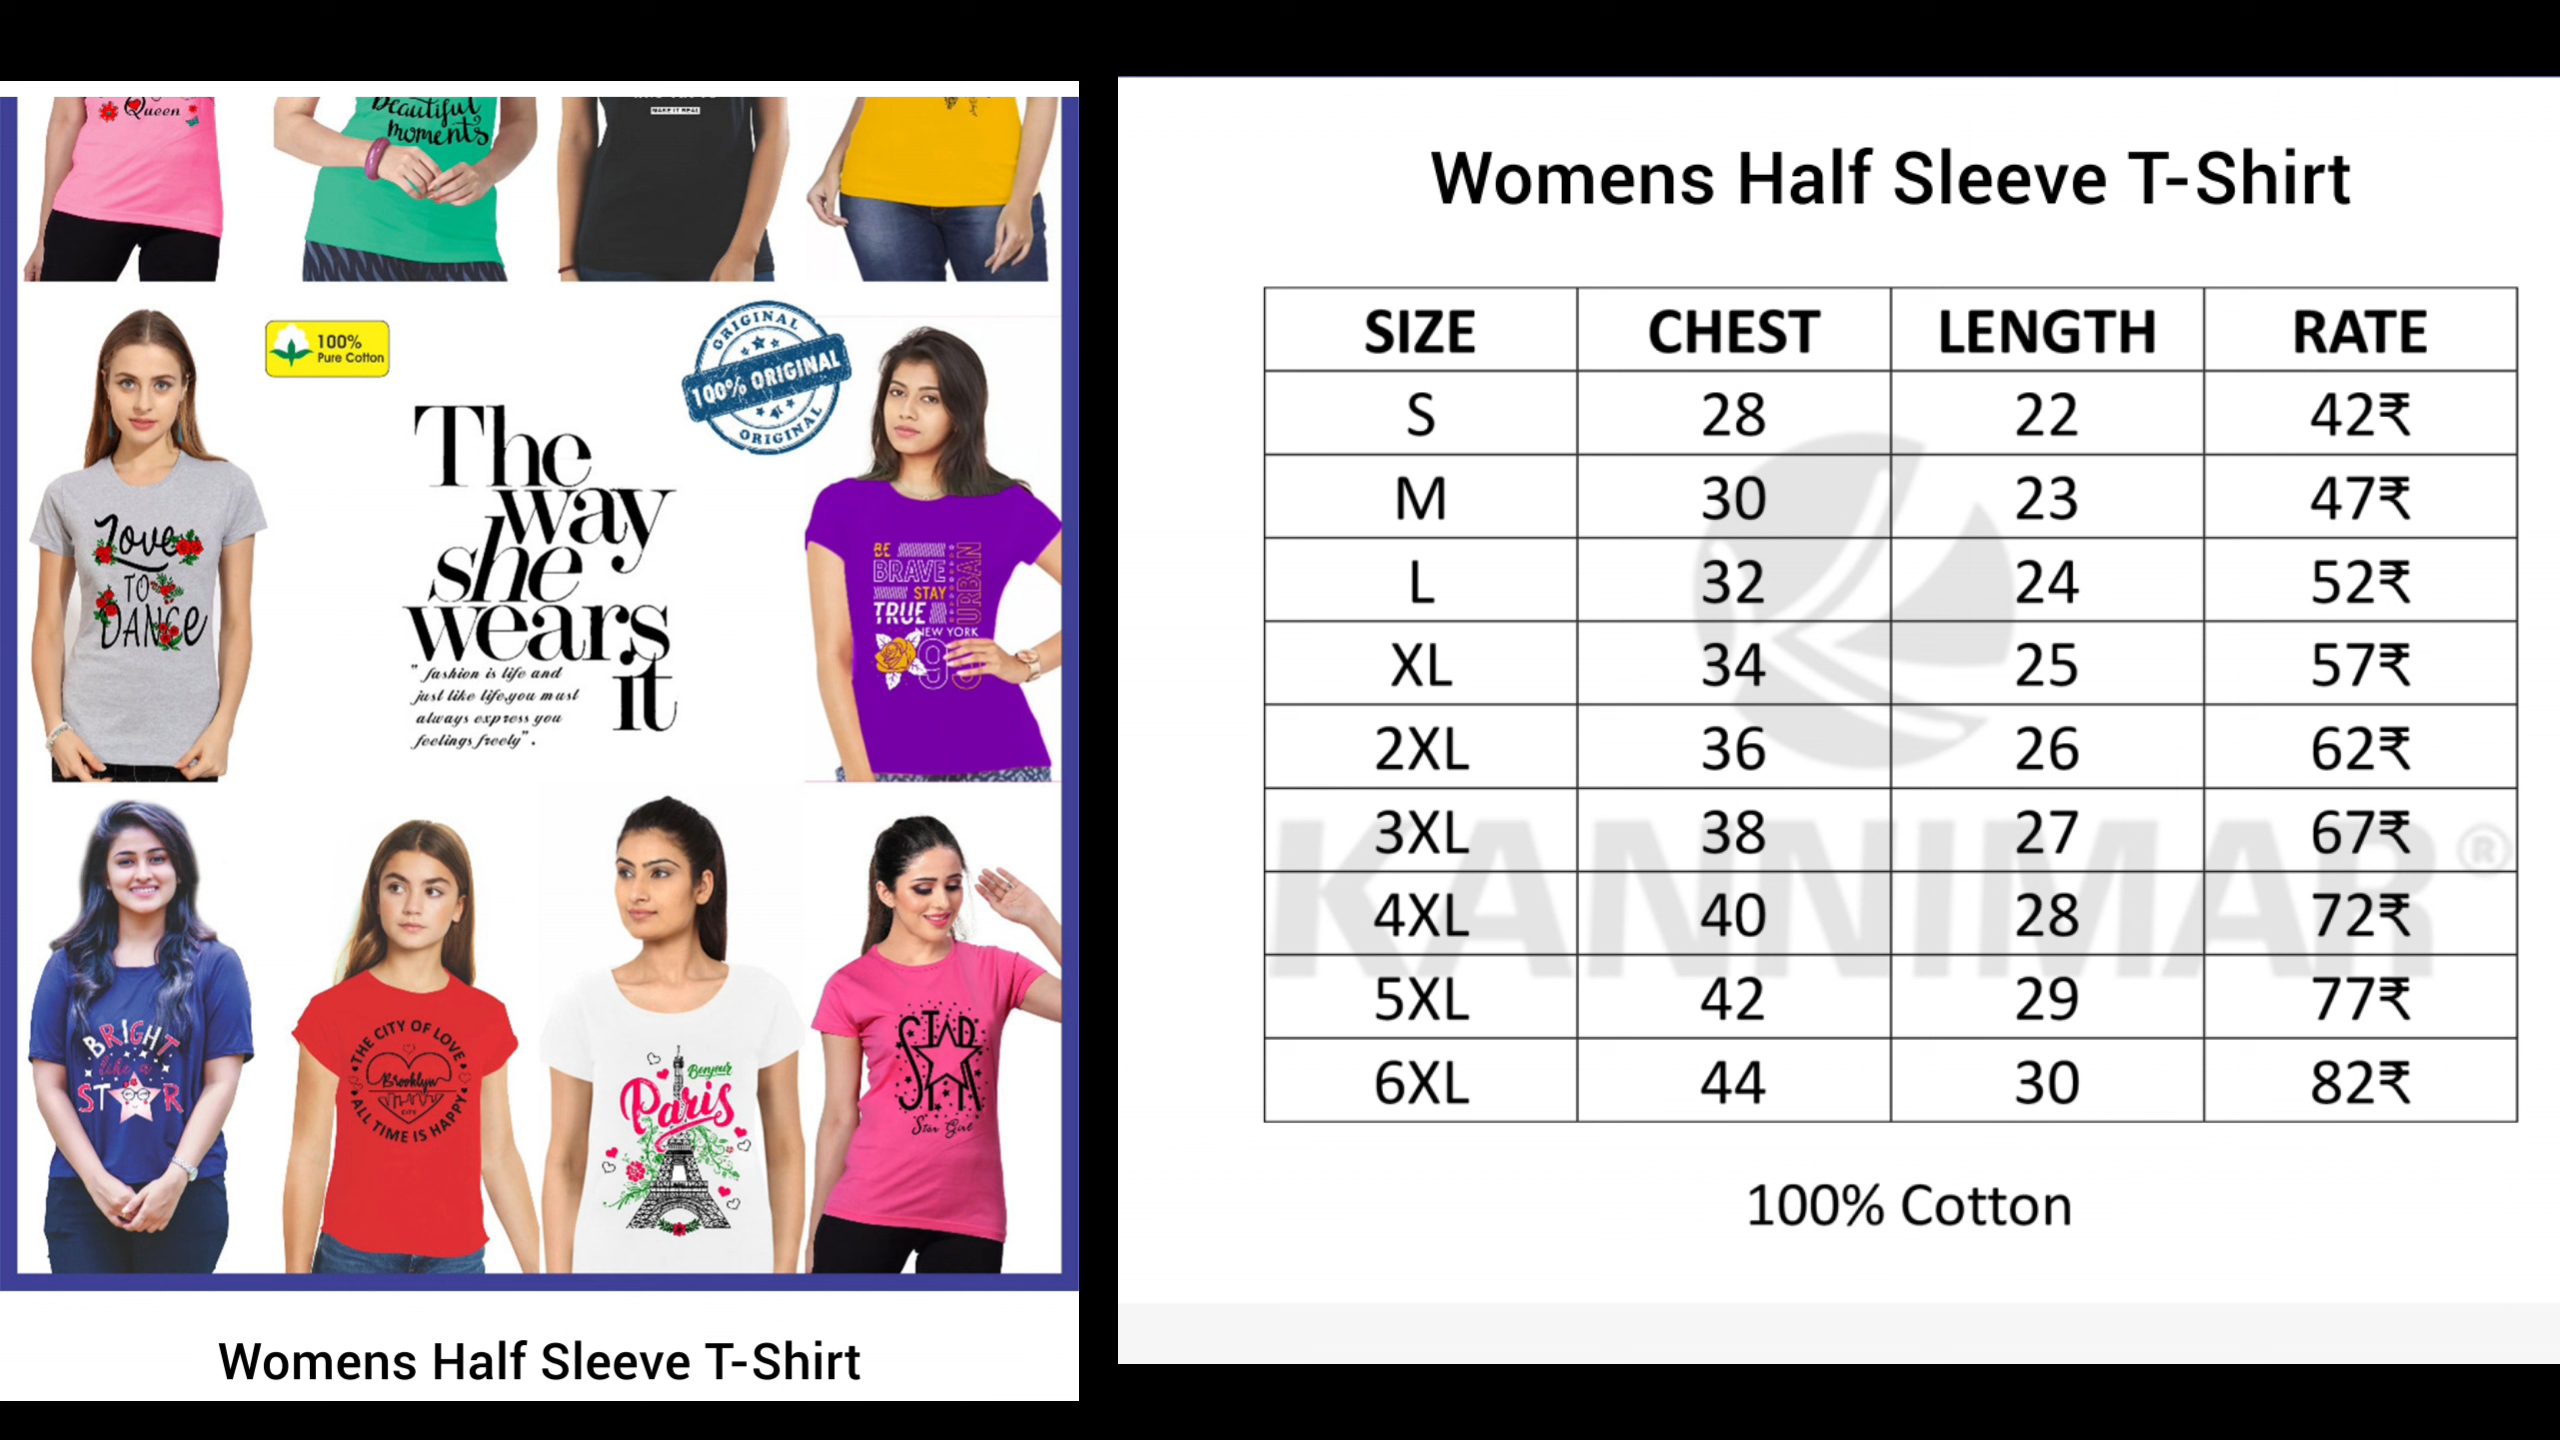 Queen
Beautiful
moments
MAKE IT REAL
100%
Pure Cotton
ORIGINAL
100% ORIGINAL
ORIGINAL
The
way
she
wears
it
" fashion is life and
just like life,you must
always express you
feelings freely" .
Love
TO
DANCe
BE
BRAVE
STAY
TRUE
URBAN
NEW YORK
BRIGHT
like a
STAR
THE CITY OF LOVE
Brooklyn
CITY
ALL TIME IS HAPPY
Bonjour
Paris
STAR
Star Girl
Womens Half Sleeve T-Shirt
Womens Half Sleeve T-Shirt
SIZE CHEST LENGTH RATE
S 28 22 42₹
M 30 23 47₹
L 32 24 52₹
XL 34 25 57₹
2XL 36 26 62₹
3XL 38 27 67₹
4XL 40 28 72₹
5XL 42 29 77₹
6XL 44 30 82₹
KANNIMAR®
100% Cotton